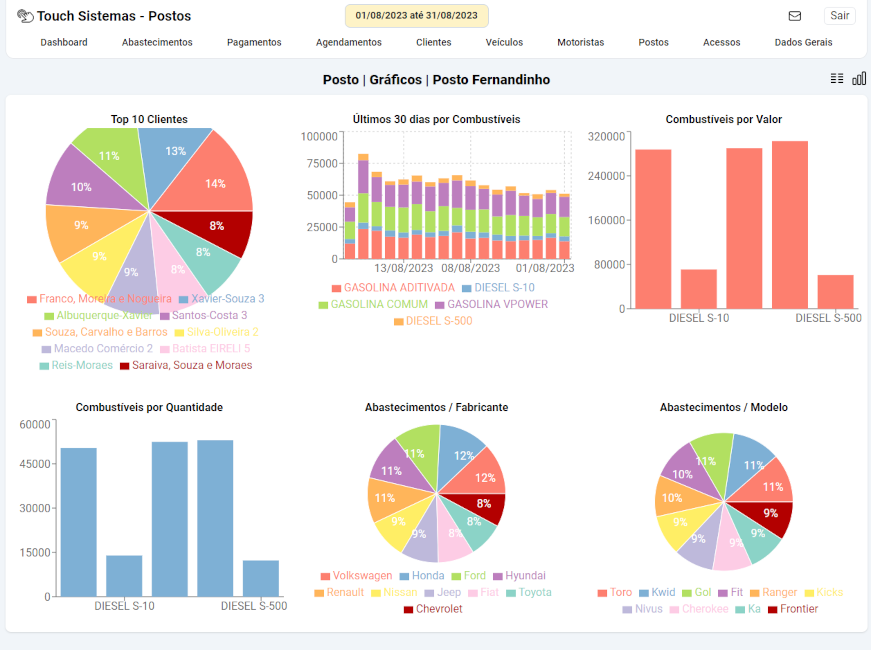 Touch Sistemas - Postos
01/08/2023 até 31/08/2023
Sair
Dashboard Abastecimentos Pagamentos Agendamentos Clientes Veículos Motoristas Postos Acessos Dados Gerais
Posto | Gráficos | Posto Fernandinho
Top 10 Clientes
13%
14%
11%
10%
9%
9%
9%
8%
8%
8%
Franco, Moreira e Nogueira Xavier-Souza 3
Albuquerque-Xavier Santos-Costa 3
Souza, Carvalho e Barros Silva-Oliveira 2
Macedo Comércio 2 Batista EIRELI 5
Reis-Moraes Saraiva, Souza e Moraes
Últimos 30 dias por Combustíveis
100000
75000
50000
25000
0
13/08/2023 08/08/2023 01/08/2023
GASOLINA ADITIVADA DIESEL S-10
GASOLINA COMUM GASOLINA VPOWER
DIESEL S-500
Combustíveis por Valor
320000
240000
160000
80000
0
DIESEL S-10 DIESEL S-500
Combustíveis por Quantidade
60000
45000
30000
15000
0
DIESEL S-10 DIESEL S-500
Abastecimentos / Fabricante
11%
12%
11%
12%
11%
8%
9%
8%
9%
8%
Volkswagen Honda Ford Hyundai
Renault Nissan Jeep Fiat Toyota
Chevrolet
Abastecimentos / Modelo
11%
11%
10%
11%
10%
9%
9%
9%
9%
9%
Toro Kwid Gol Fit Ranger Kicks
Nivus Cherokee Ka Frontier